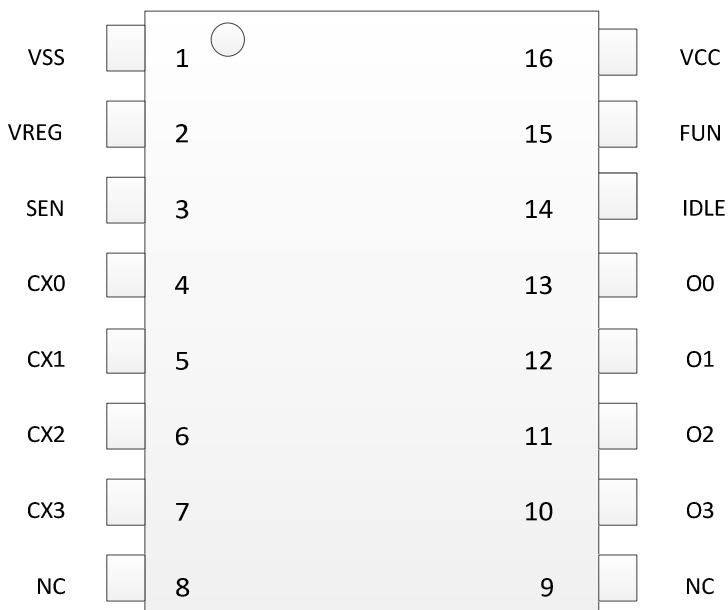 VSS 1 16 VCC
VREG 2 15 FUN
SEN 3 14 IDLE
CX0 4 13 O0
CX1 5 12 O1
CX2 6 11 O2
CX3 7 10 O3
NC 8 9 NC